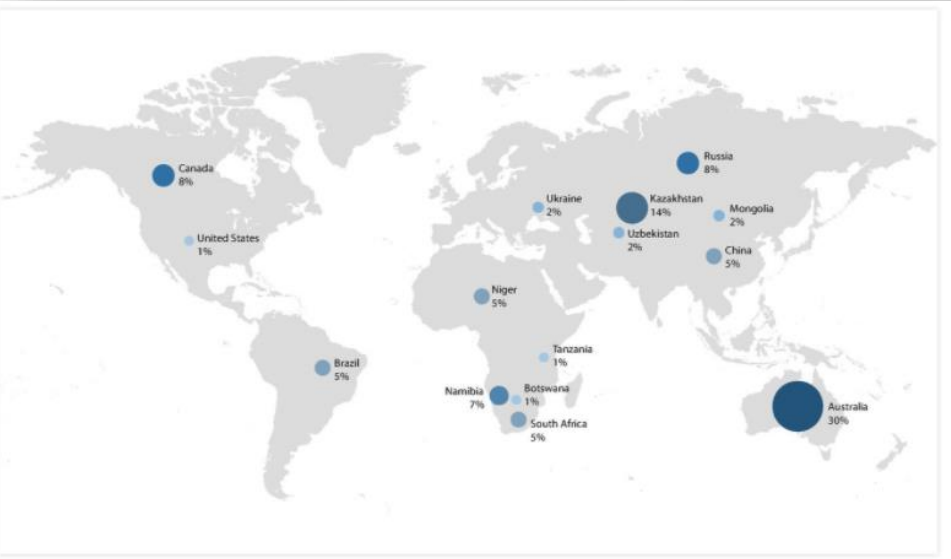 Russia
8%
Canada
8%
Ukraine
2%
Kazakhstan
14%
Mongolia
2%
Uzbekistan
2%
United States
1%
China
5%
Niger
5%
Tanzania
1%
Brazil
5%
Namibia
7%
Botswana
1%
Australia
30%
South Africa
5%